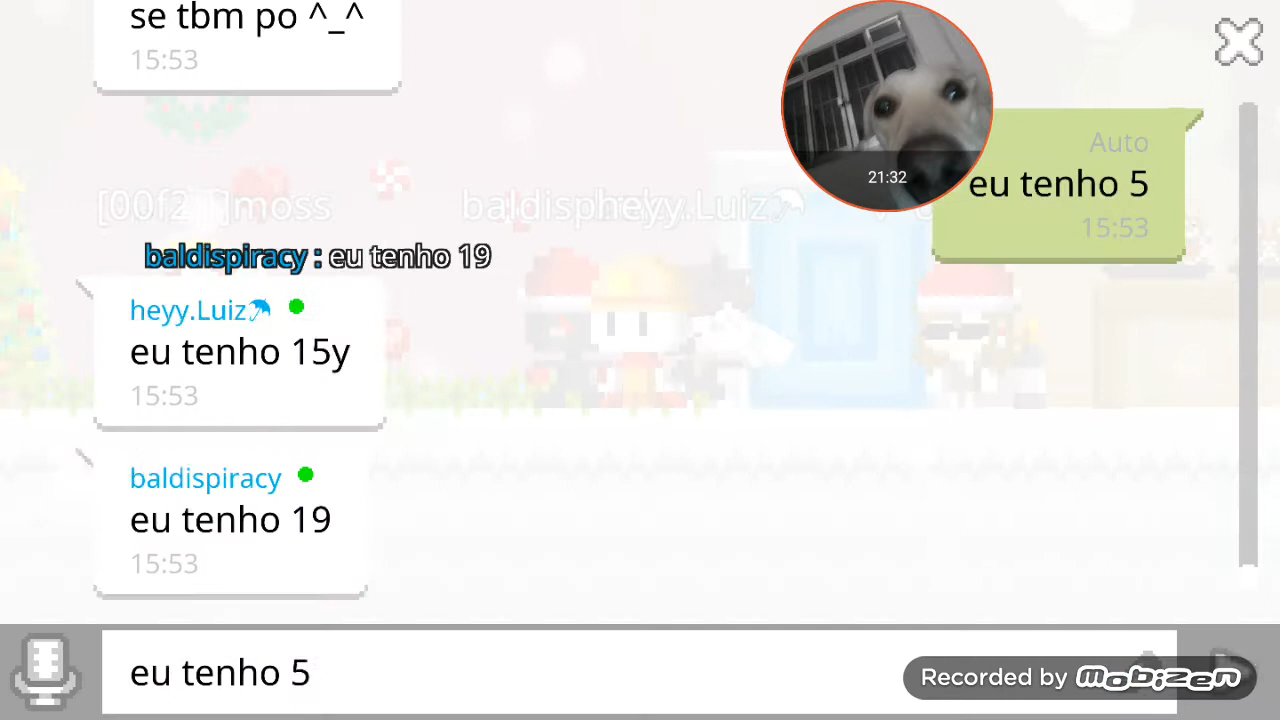 se tbm po ^_^
15:53
21:32
Auto
eu tenho 5
15:53
baldispiracy : eu tenho 19
heyy.Luiz☂
eu tenho 15y
15:53
baldispiracy
eu tenho 19
15:53
eu tenho 5
Recorded by mobizen